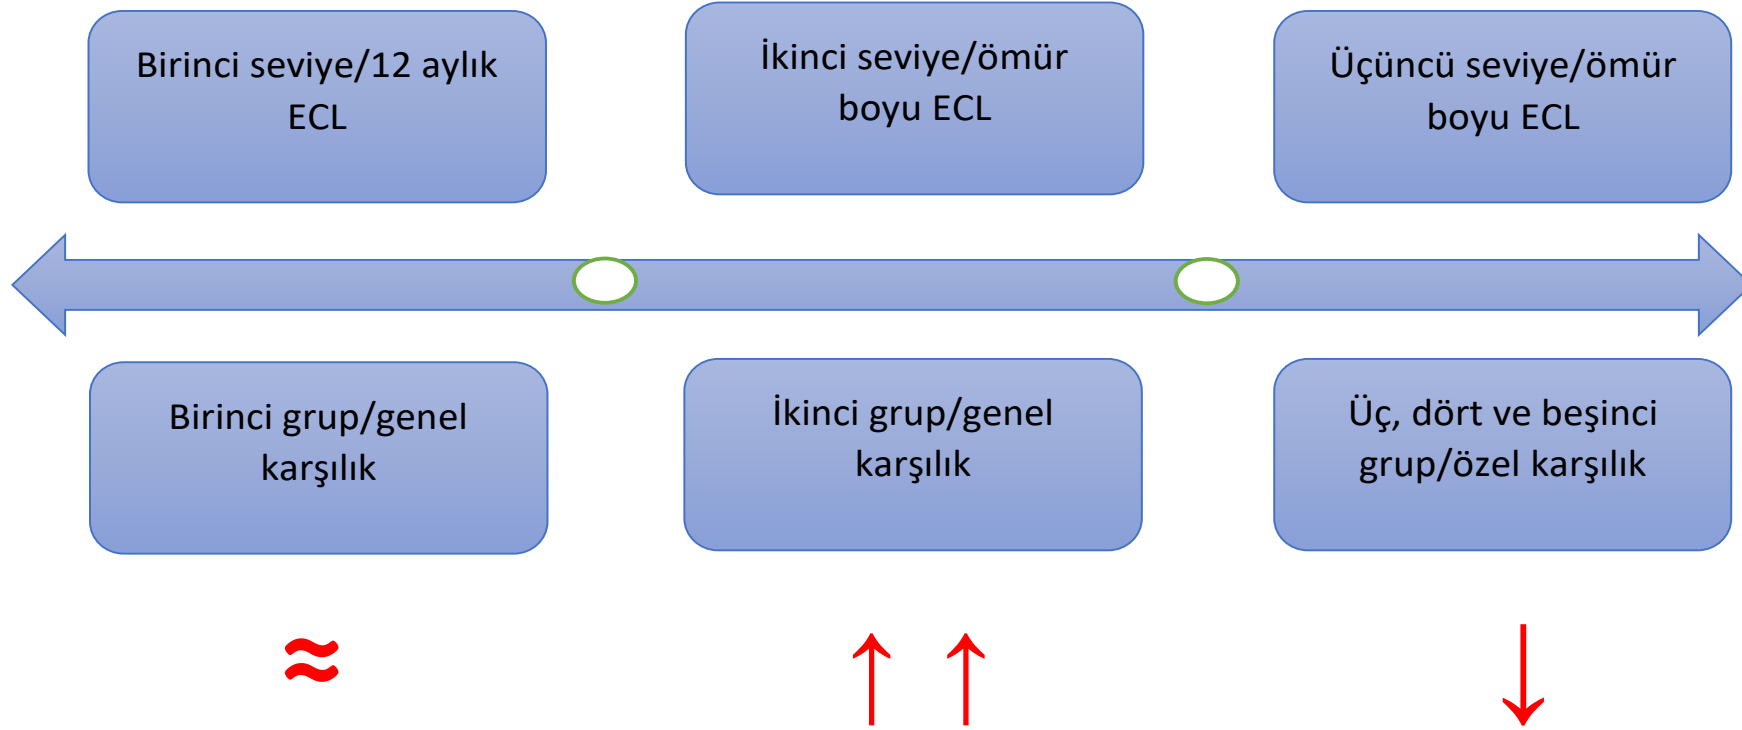 Birinci seviye/12 aylık
ECL
İkinci seviye/ömür
boyu ECL
Üçüncü seviye/ömür
boyu ECL
Birinci grup/genel
karşılık
İkinci grup/genel
karşılık
Üç, dört ve beşinci
grup/özel karşılık
≈
↑ ↑
↓